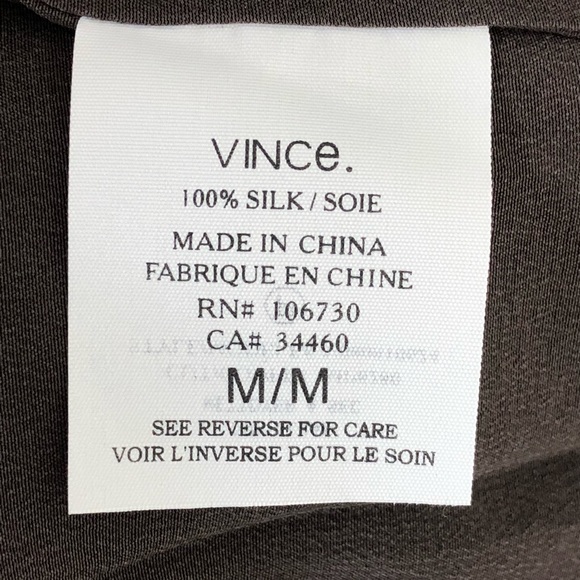 VINCe.
100% SILK / SOIE
MADE IN CHINA
FABRIQUE EN CHINE
RN# 106730
CA# 34460
M/M
SEE REVERSE FOR CARE
VOIR L'INVERSE POUR LE SOIN